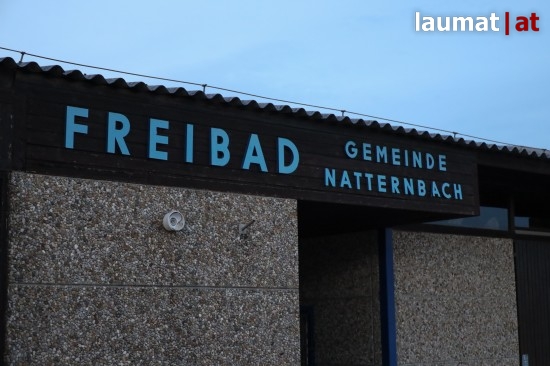 laumat|at
FREIBAD
GEMEINDE
NATTERNBACH